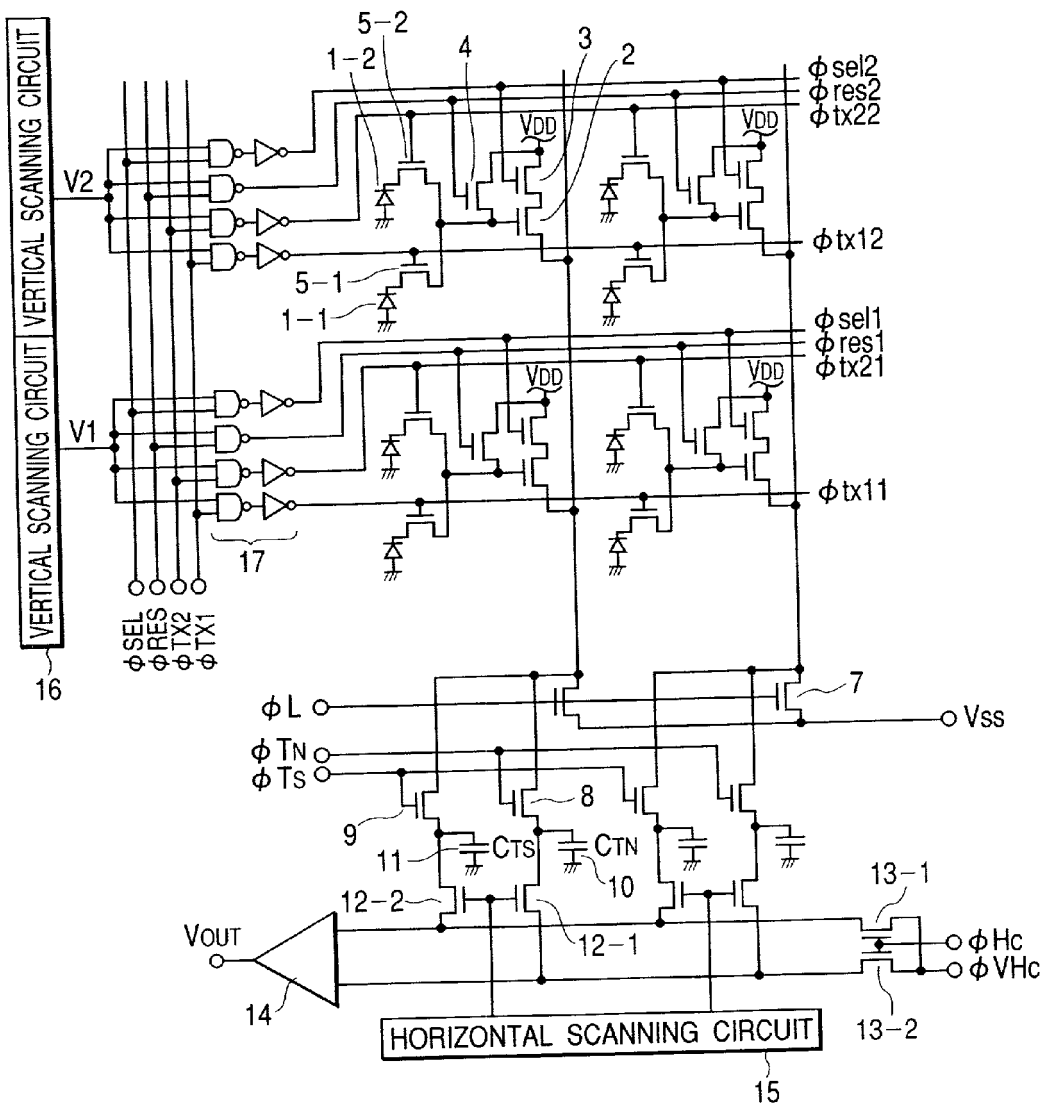 VERTICAL SCANNING CIRCUIT
VERTICAL SCANNING CIRCUIT
16
5-2
1-2
4
3
2
VDD
VDD
ϕsel2
ϕres2
ϕtx22
V2
ϕtx12
5-1
1-1
ϕsel1
ϕres1
ϕtx21
VDD
VDD
V1
ϕtx11
17
ϕSEL
ϕRES
ϕTX2
ϕTX1
7
ϕL
VSS
ϕTN
ϕTS
8
9
11
CTS
CTN
10
12-2
12-1
13-1
VOUT
ϕHC
ϕVHC
14
13-2
HORIZONTAL SCANNING CIRCUIT
15